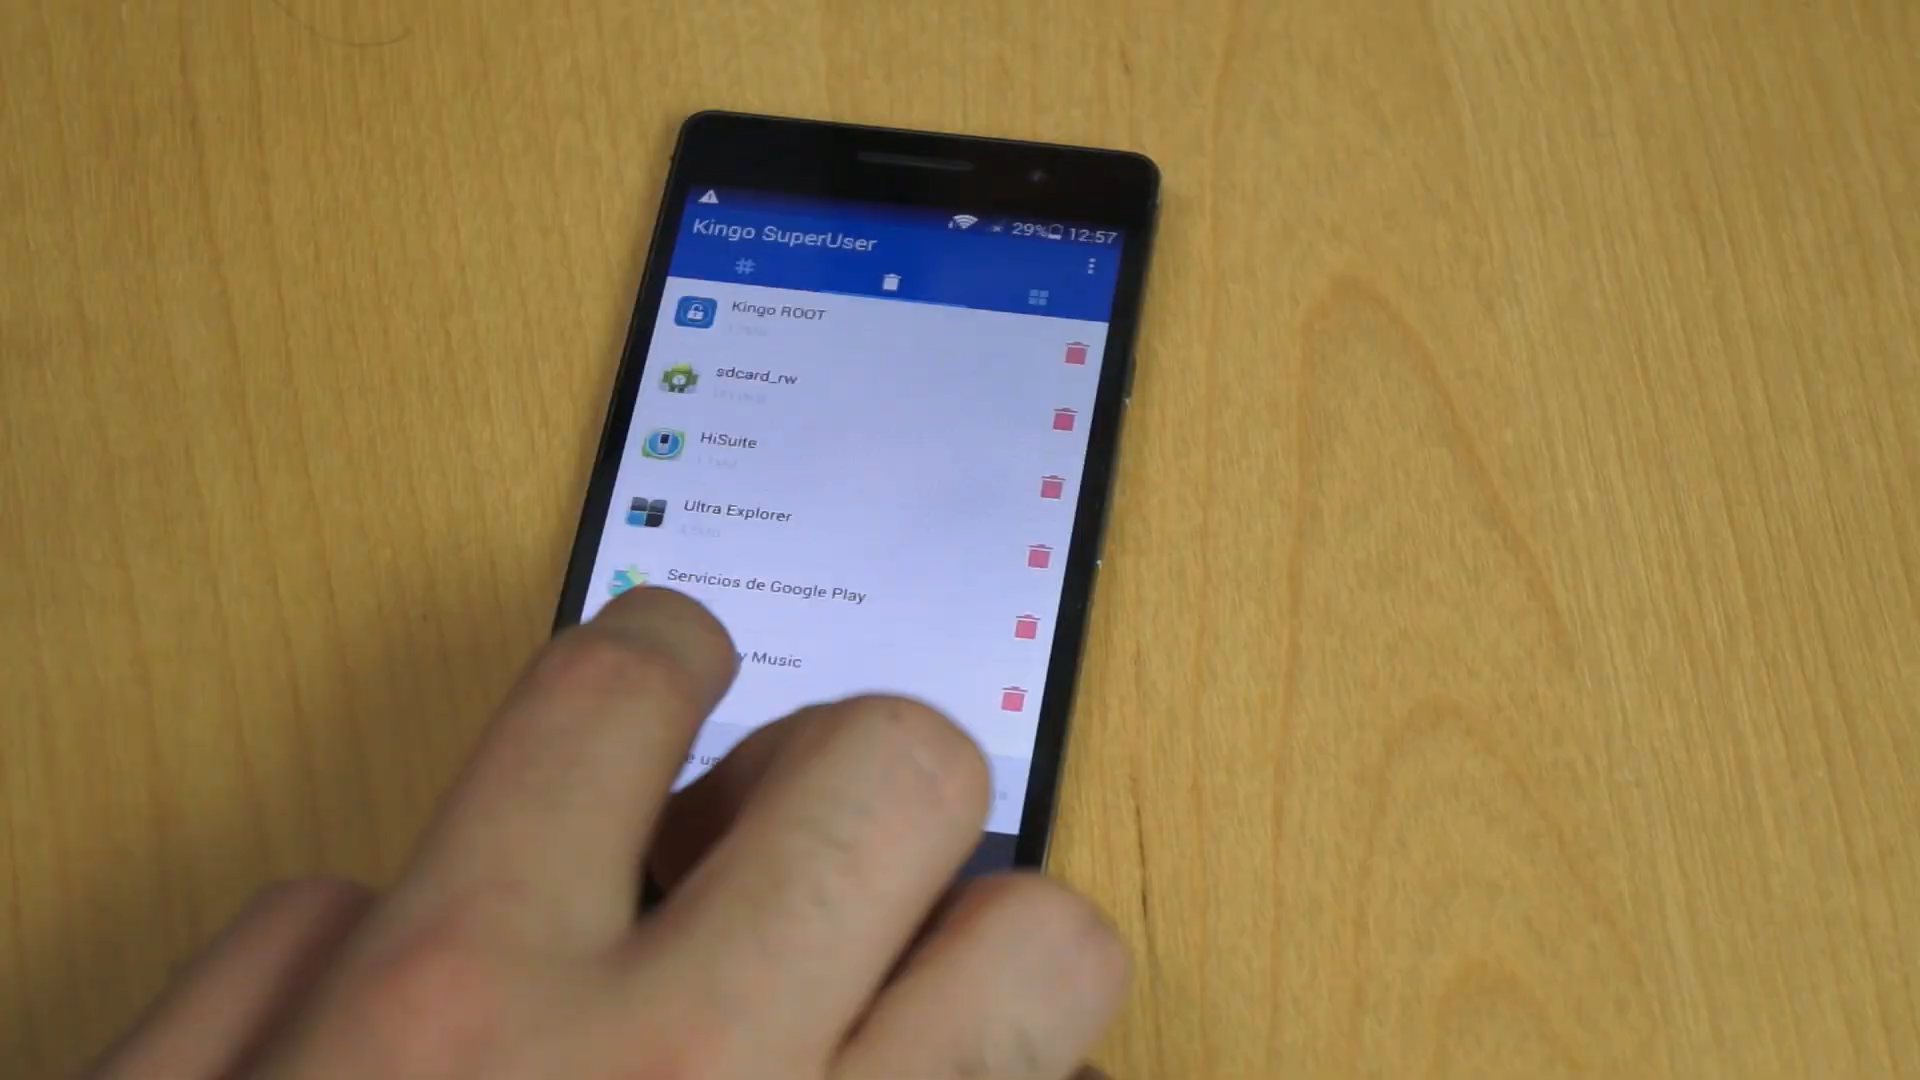 29% 12:57
Kingo SuperUser
Kingo ROOT
sdcard_rw
HiSuite
Ultra Explorer
Servicios de Google Play
Music